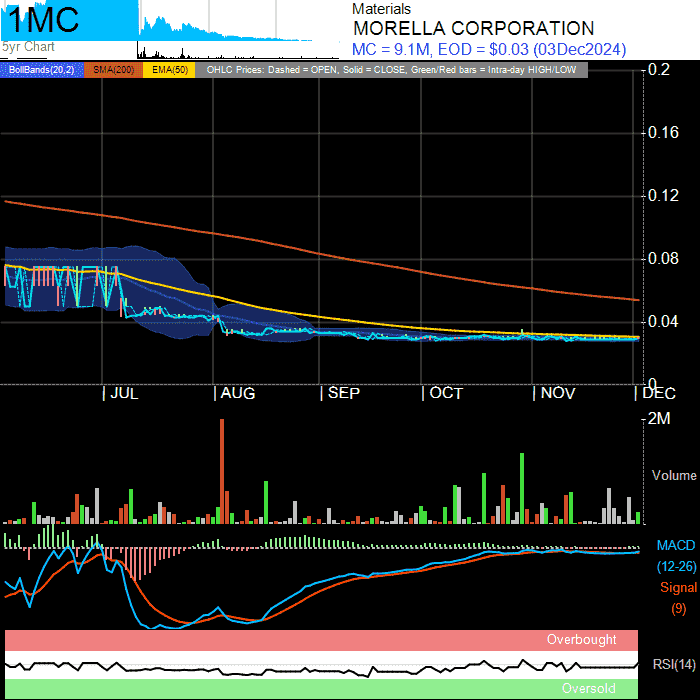 1MC
5yr Chart
Materials
MORELLA CORPORATION
MC = 9.1M, EOD = $0.03 (03Dec2024)
BollBands(20,2) SMA(200) EMA(50) OHLC Prices: Dashed = OPEN, Solid = CLOSE, Green/Red bars = Intra-day HIGH/LOW
0.2
0.16
0.12
0.08
0.04
0
JUL AUG SEP OCT NOV DEC
2M
Volume
MACD
(12-26)
Signal
(9)
Overbought
RSI(14)
Oversold